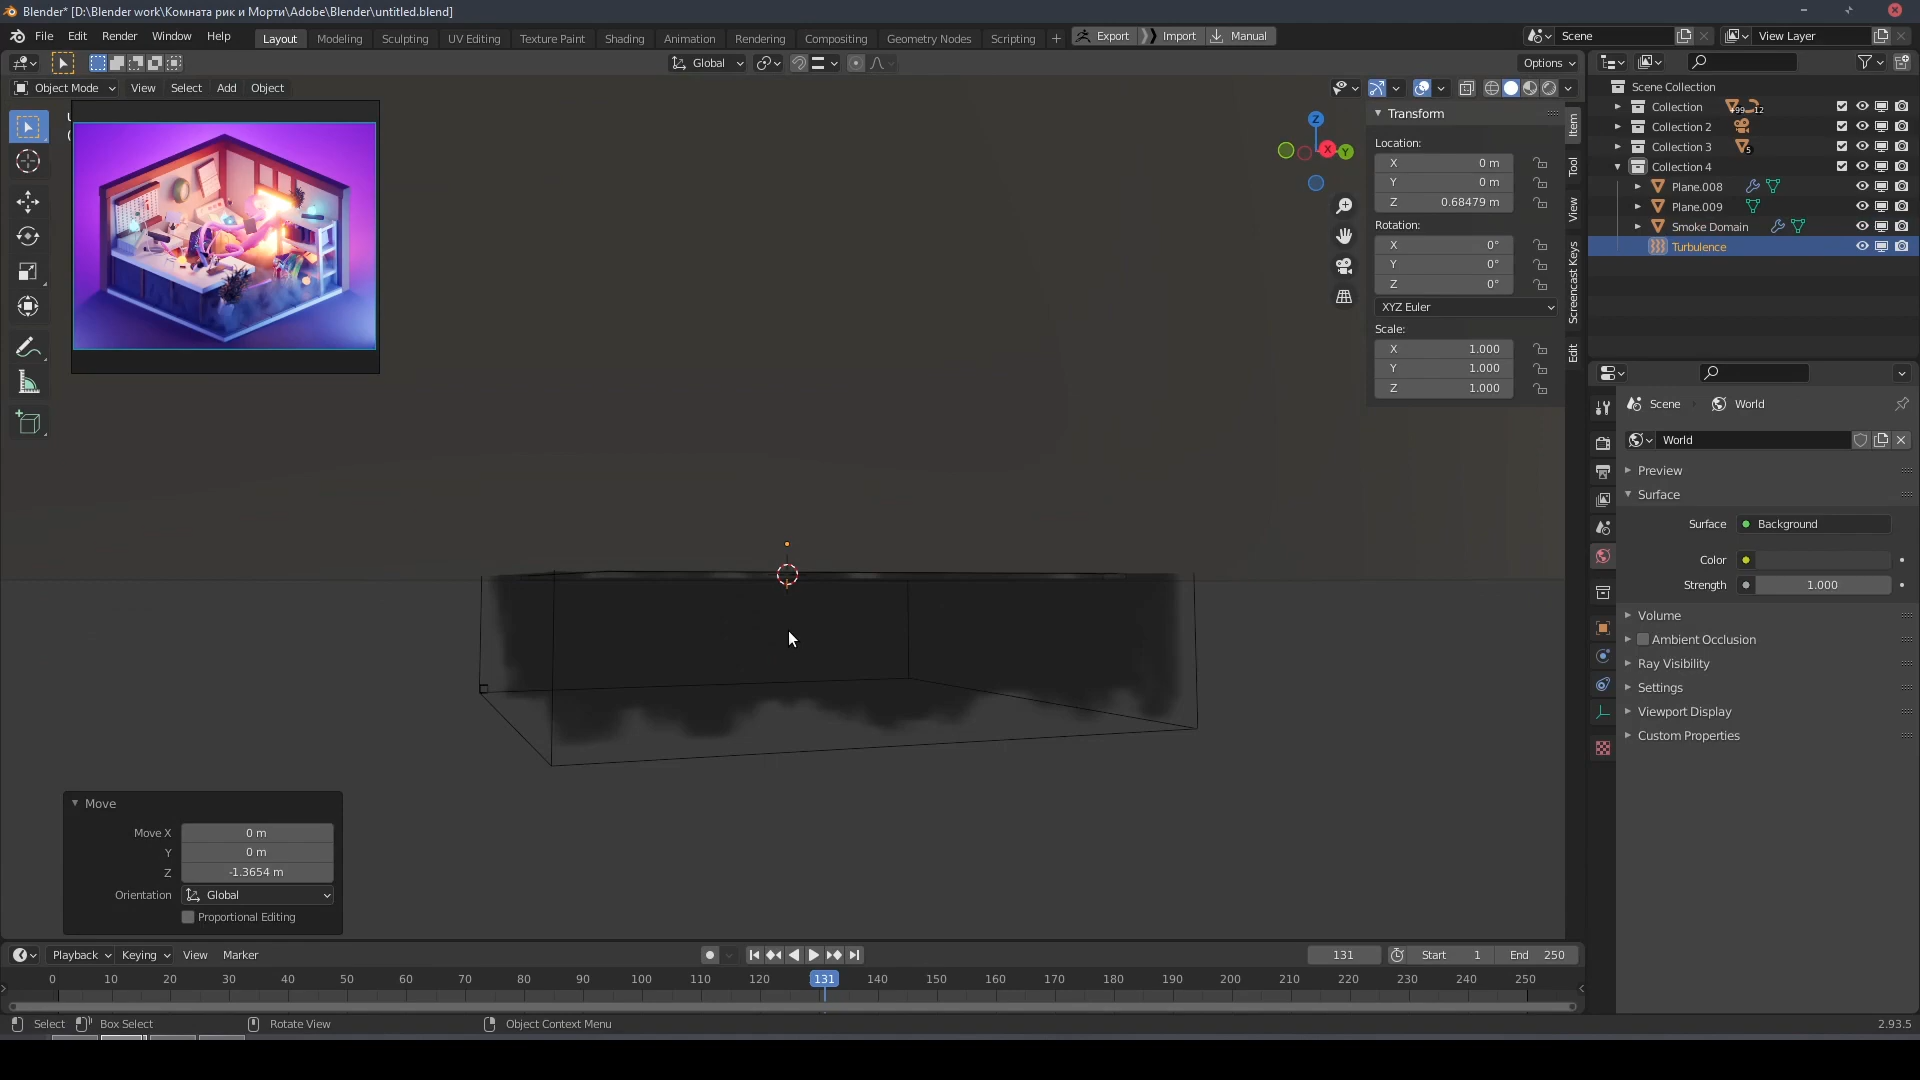 Blender* [D:\Blender work\Комната рик и Морти\Adobe\Blender\untitled.blend]
File Edit Render Window Help Layout Modeling Sculpting UV Editing Texture Paint Shading Animation Rendering Compositing Geometry Nodes Scripting + Export Import Manual Scene View Layer
Global Options
Object Mode View Select Add Object
Scene Collection
Collection +99 12
Collection 2
Collection 3 5
Collection 4
Plane.008
Plane.009
Smoke Domain
Turbulence
Z
X
Y
Transform
Location:
X 0 m
Y 0 m
Z 0.68479 m
Rotation:
X 0°
Y 0°
Z 0°
XYZ Euler
Scale:
X 1.000
Y 1.000
Z 1.000
Item
Tool
View
Screencast Keys
Edit
Scene World
World
Preview
Surface
Surface Background
Color
Strength 1.000
Volume
Ambient Occlusion
Ray Visibility
Settings
Viewport Display
Custom Properties
Move
Move X 0 m
Y 0 m
Z -1.3654 m
Orientation Global
Proportional Editing
Playback Keying View Marker 131 Start 1 End 250
0 10 20 30 40 50 60 70 80 90 100 110 120 131 140 150 160 170 180 190 200 210 220 230 240 250
Select Box Select Rotate View Object Context Menu 2.93.5